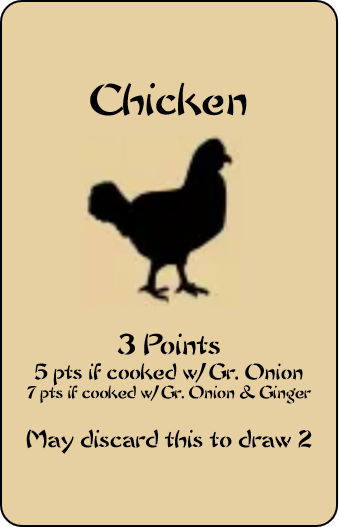 Chicken
3 Points
5 pts if cooked w/ Gr. Onion
7 pts if cooked w/ Gr. Onion & Ginger
May discard this to draw 2